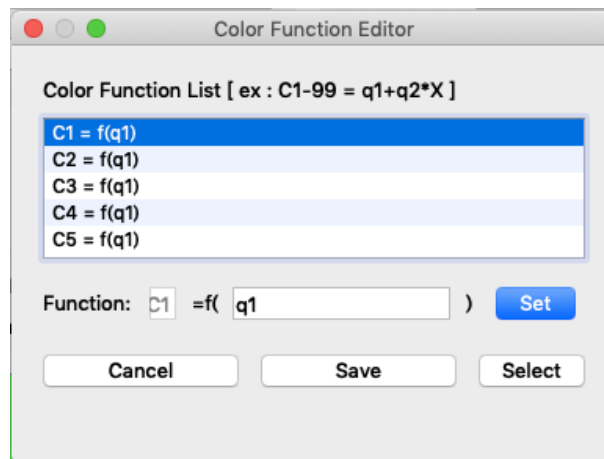 Color Function Editor
Color Function List [ ex : C1-99 = q1+q2*X ]
C1 = f(q1)
C2 = f(q1)
C3 = f(q1)
C4 = f(q1)
C5 = f(q1)
Function: C1 =f( q1 ) Set
Cancel Save Select